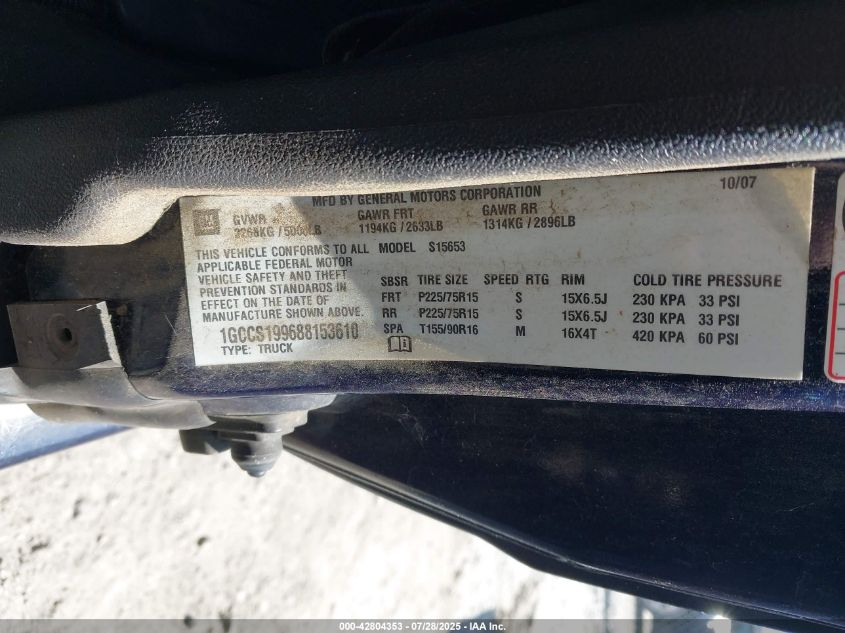 MFD BY GENERAL MOTORS CORPORATION 10/07
GM
GVWR GAWR FRT GAWR RR
2268KG / 5000LB 1194KG / 2633LB 1314KG / 2896LB
THIS VEHICLE CONFORMS TO ALL MODEL S15653
APPLICABLE FEDERAL MOTOR
VEHICLE SAFETY AND THEFT
PREVENTION STANDARDS IN
EFFECT ON THE DATE OF
MANUFACTURE SHOWN ABOVE.
1GCCS199688153610
TYPE: TRUCK
SBSR TIRE SIZE SPEED RTG RIM COLD TIRE PRESSURE
FRT P225/75R15 S 15X6.5J 230 KPA 33 PSI
RR P225/75R15 S 15X6.5J 230 KPA 33 PSI
SPA T155/90R16 M 16X4T 420 KPA 60 PSI
000-42804353 | 07/28/2025 | IAA Inc.